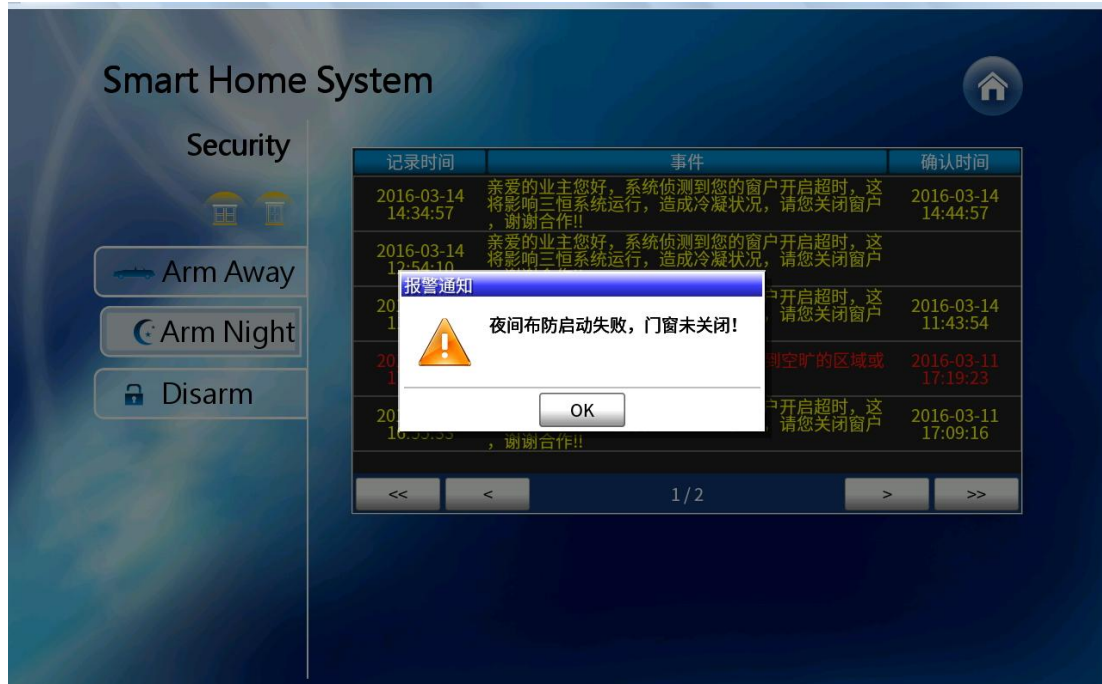 Smart Home System
Security
Arm Away
Arm Night
Disarm
记录时间 事件 确认时间
2016-03-14
14:34:57
亲爱的业主您好，系统侦测到您的窗户开启超时，这
将影响三恒系统运行，造成冷凝状况，请您关闭窗户
，谢谢合作!!
2016-03-14
14:44:57
2016-03-14
12:54:10
亲爱的业主您好，系统侦测到您的窗户开启超时，这
将影响三恒系统运行，造成冷凝状况，请您关闭窗户
户开启超时，这
请您关闭窗户
2016-03-14
11:43:54
到空旷的区域或
2016-03-11
17:19:23
户开启超时，这
请您关闭窗户
，谢谢合作!!
2016-03-11
17:09:16
报警通知
夜间布防启动失败，门窗未关闭！
OK
<< < 1/2 > >>